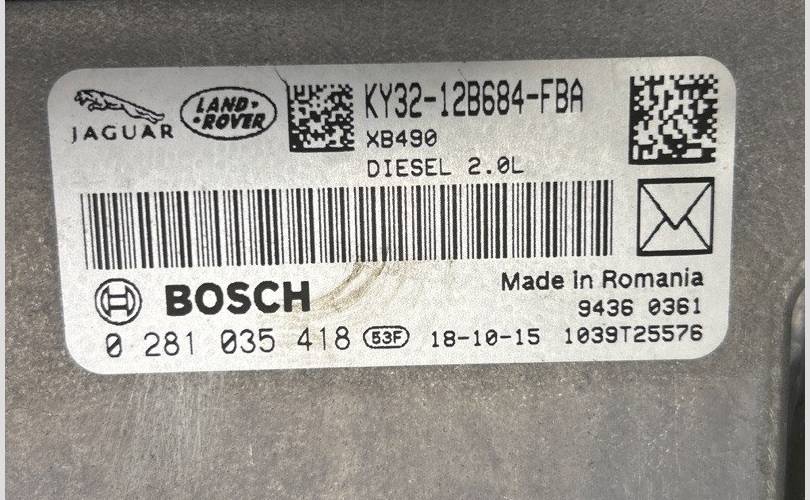 JAGUAR
LAND-
-ROVER
KY32-12B684-FBA
XB490
DIESEL 2.0L
BOSCH
Made in Romania
9436 0361
0 281 035 418 53F 18-10-15 1039T25576